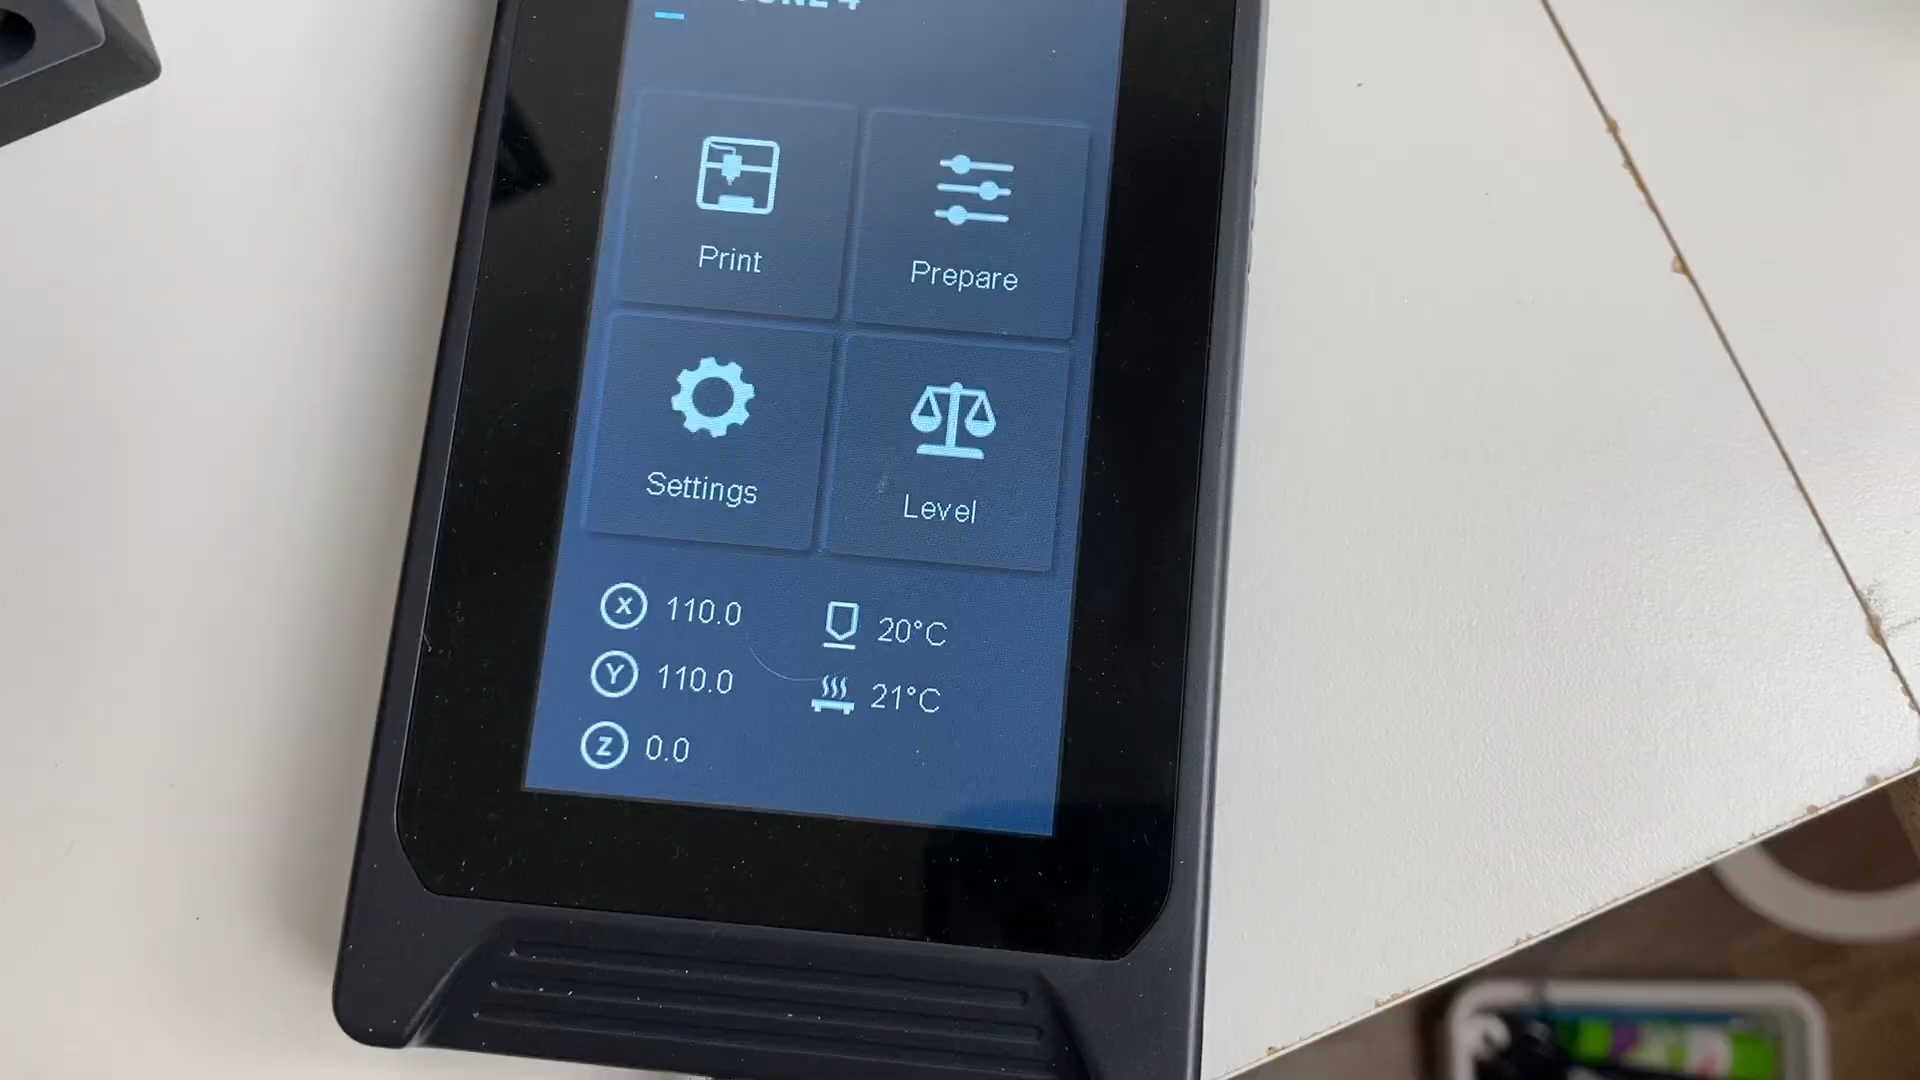 Print
Prepare
Settings
Level
X 110.0
20°C
Y 110.0
21°C
Z 0.0